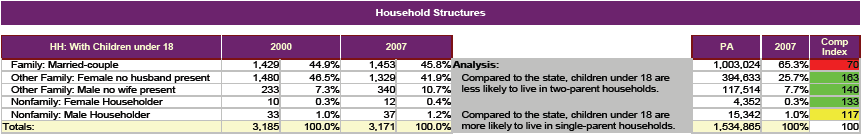 Household Structures
HH: With Children under 18 2000 2007 PA 2007 Comp Index
Family: Married-couple 1,429 44.9% 1,453 45.8% Analysis: 1,003,024 65.3% 70
Other Family: Female no husband present 1,480 46.5% 1,329 41.9% Compared to the state, children under 18 are 394,633 25.7% 163
Other Family: Male no wife present 233 7.3% 340 10.7% less likely to live in two-parent households. 117,514 7.7% 140
Nonfamily: Female Householder 10 0.3% 12 0.4% 4,352 0.3% 133
Nonfamily: Male Householder 33 1.0% 37 1.2% Compared to the state, children under 18 are 15,342 1.0% 117
Totals: 3,185 100.0% 3,171 100.0% more likely to live in single-parent households. 1,534,865 100% 100